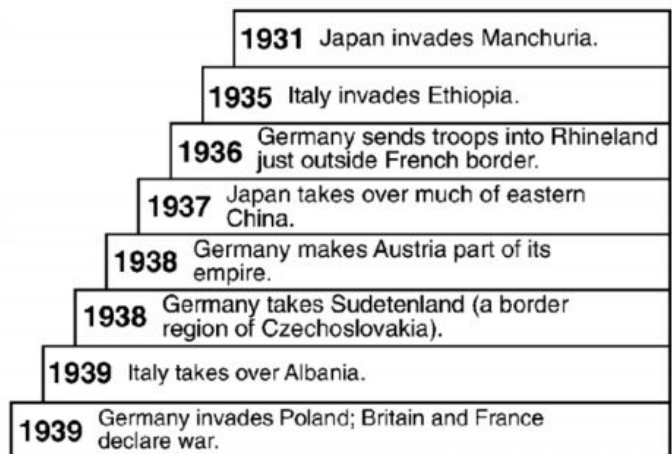 1931 Japan invades Manchuria.
1935 Italy invades Ethiopia.
1936 Germany sends troops into Rhineland
just outside French border.
1937 Japan takes over much of eastern
China.
1938 Germany makes Austria part of its
empire.
1938 Germany takes Sudetenland (a border
region of Czechoslovakia).
1939 Italy takes over Albania.
1939 Germany invades Poland; Britain and France
declare war.